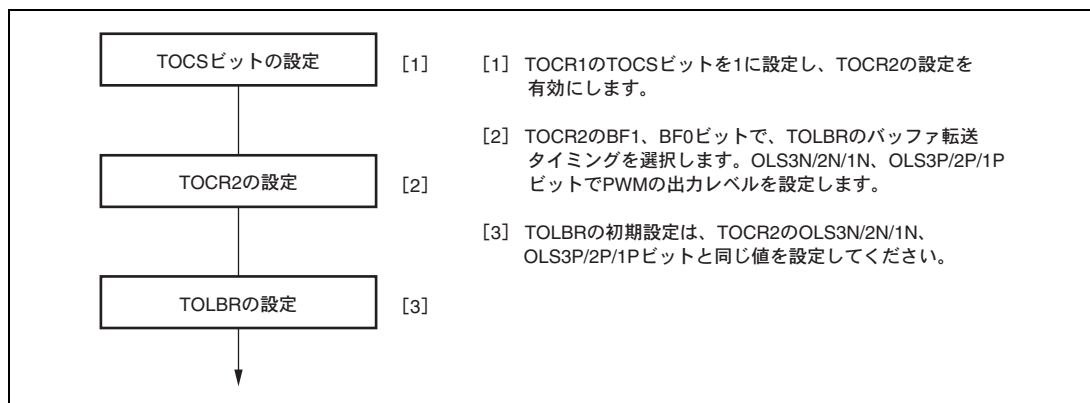 TOCSビットの設定
[1]
TOCR2の設定
[2]
TOLBRの設定
[3]
[1] TOCR1のTOCSビットを1に設定し、TOCR2の設定を
有効にします。
[2] TOCR2のBF1、BF0ビットで、TOLBRのバッファ転送
タイミングを選択します。OLS3N/2N/1N、OLS3P/2P/1P
ビットでPWMの出力レベルを設定します。
[3] TOLBRの初期設定は、TOCR2のOLS3N/2N/1N、
OLS3P/2P/1Pビットと同じ値を設定してください。